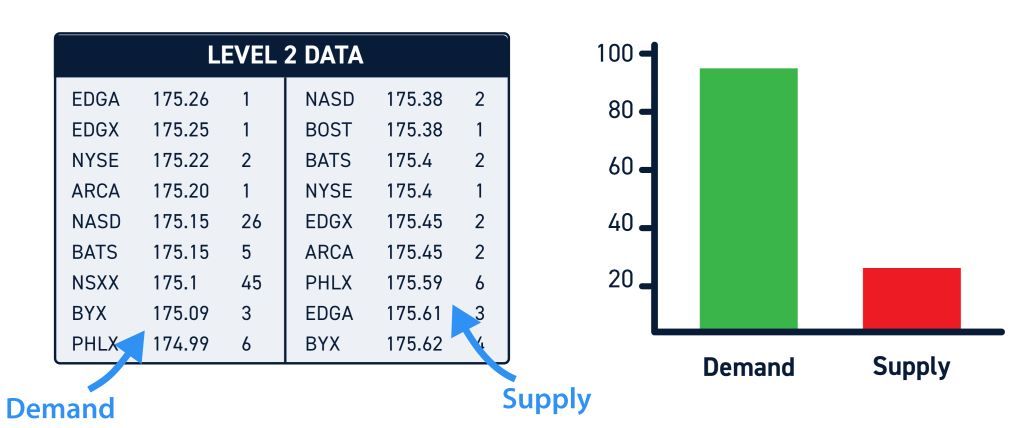 LEVEL 2 DATA
EDGA 175.26 1 NASD 175.38 2
EDGX 175.25 1 BOST 175.38 1
NYSE 175.22 2 BATS 175.4 2
ARCA 175.20 1 NYSE 175.4 1
NASD 175.15 26 EDGX 175.45 2
BATS 175.15 5 ARCA 175.45 2
NSXX 175.1 45 PHLX 175.59 6
BYX 175.09 3 EDGA 175.61 3
PHLX 174.99 6 BYX 175.62 4
Demand
Supply
100
80
60
40
20
Demand Supply